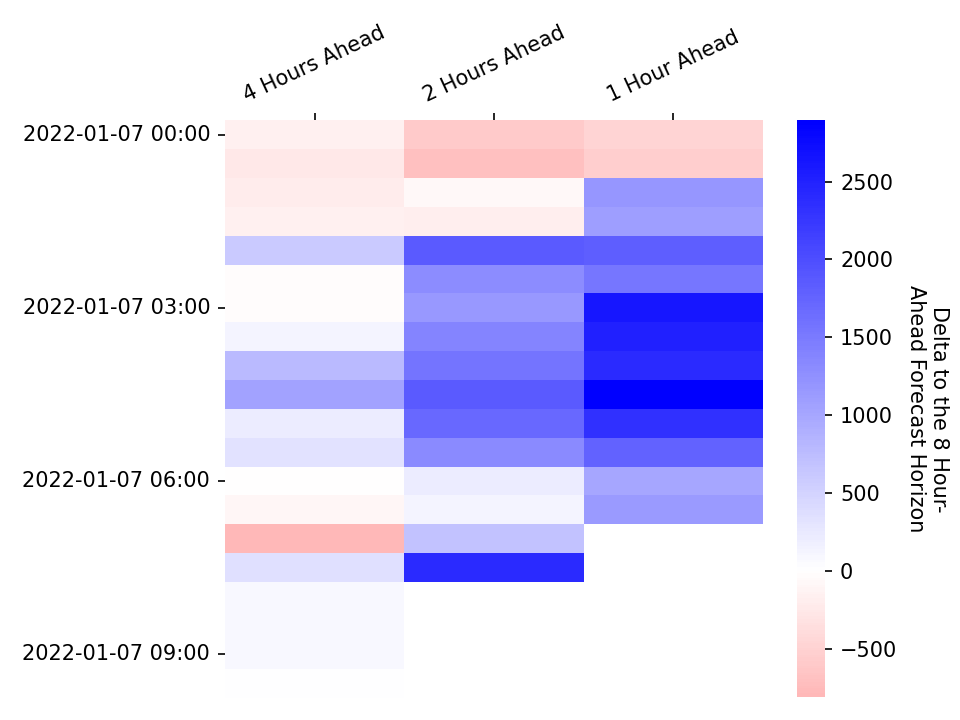 4 Hours Ahead
2 Hours Ahead
1 Hour Ahead
2022-01-07 00:00
2022-01-07 03:00
2022-01-07 06:00
2022-01-07 09:00
2500
2000
1500
1000
500
0
−500
Delta to the 8 Hour-
Ahead Forecast Horizon